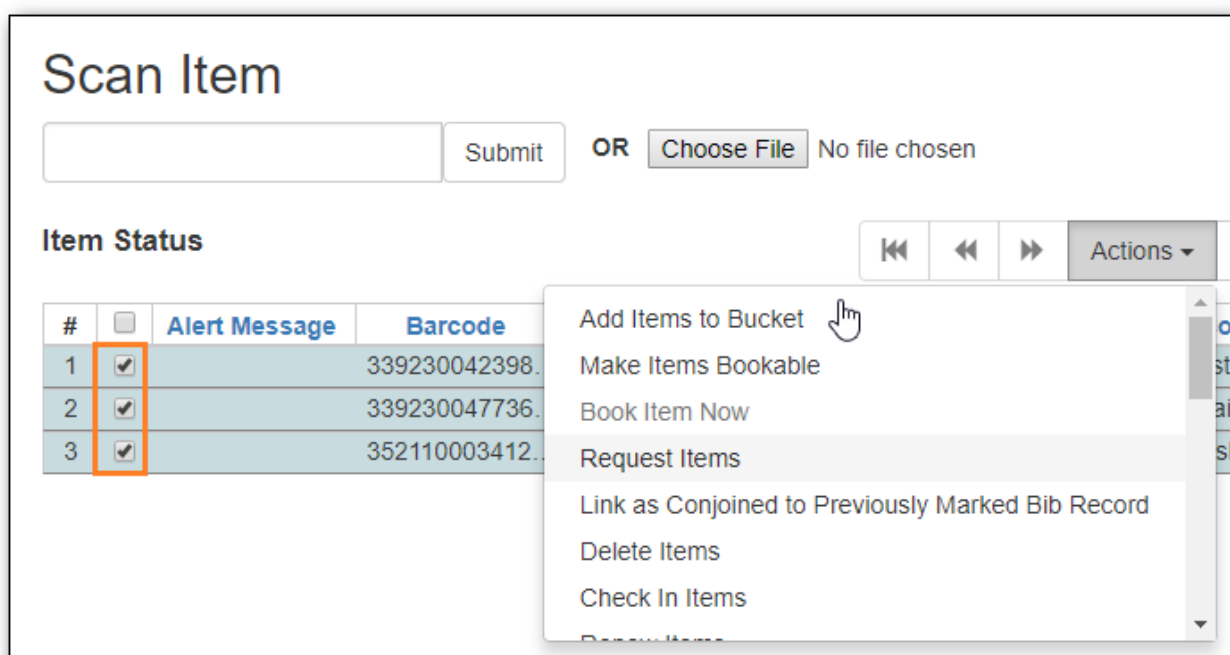 Scan Item
Submit OR Choose File No file chosen
Item Status
Actions
# Alert Message Barcode
1 339230042398.
2 339230047736.
3 352110003412..
Add Items to Bucket
Make Items Bookable
Book Item Now
Request Items
Link as Conjoined to Previously Marked Bib Record
Delete Items
Check In Items
Renew Items